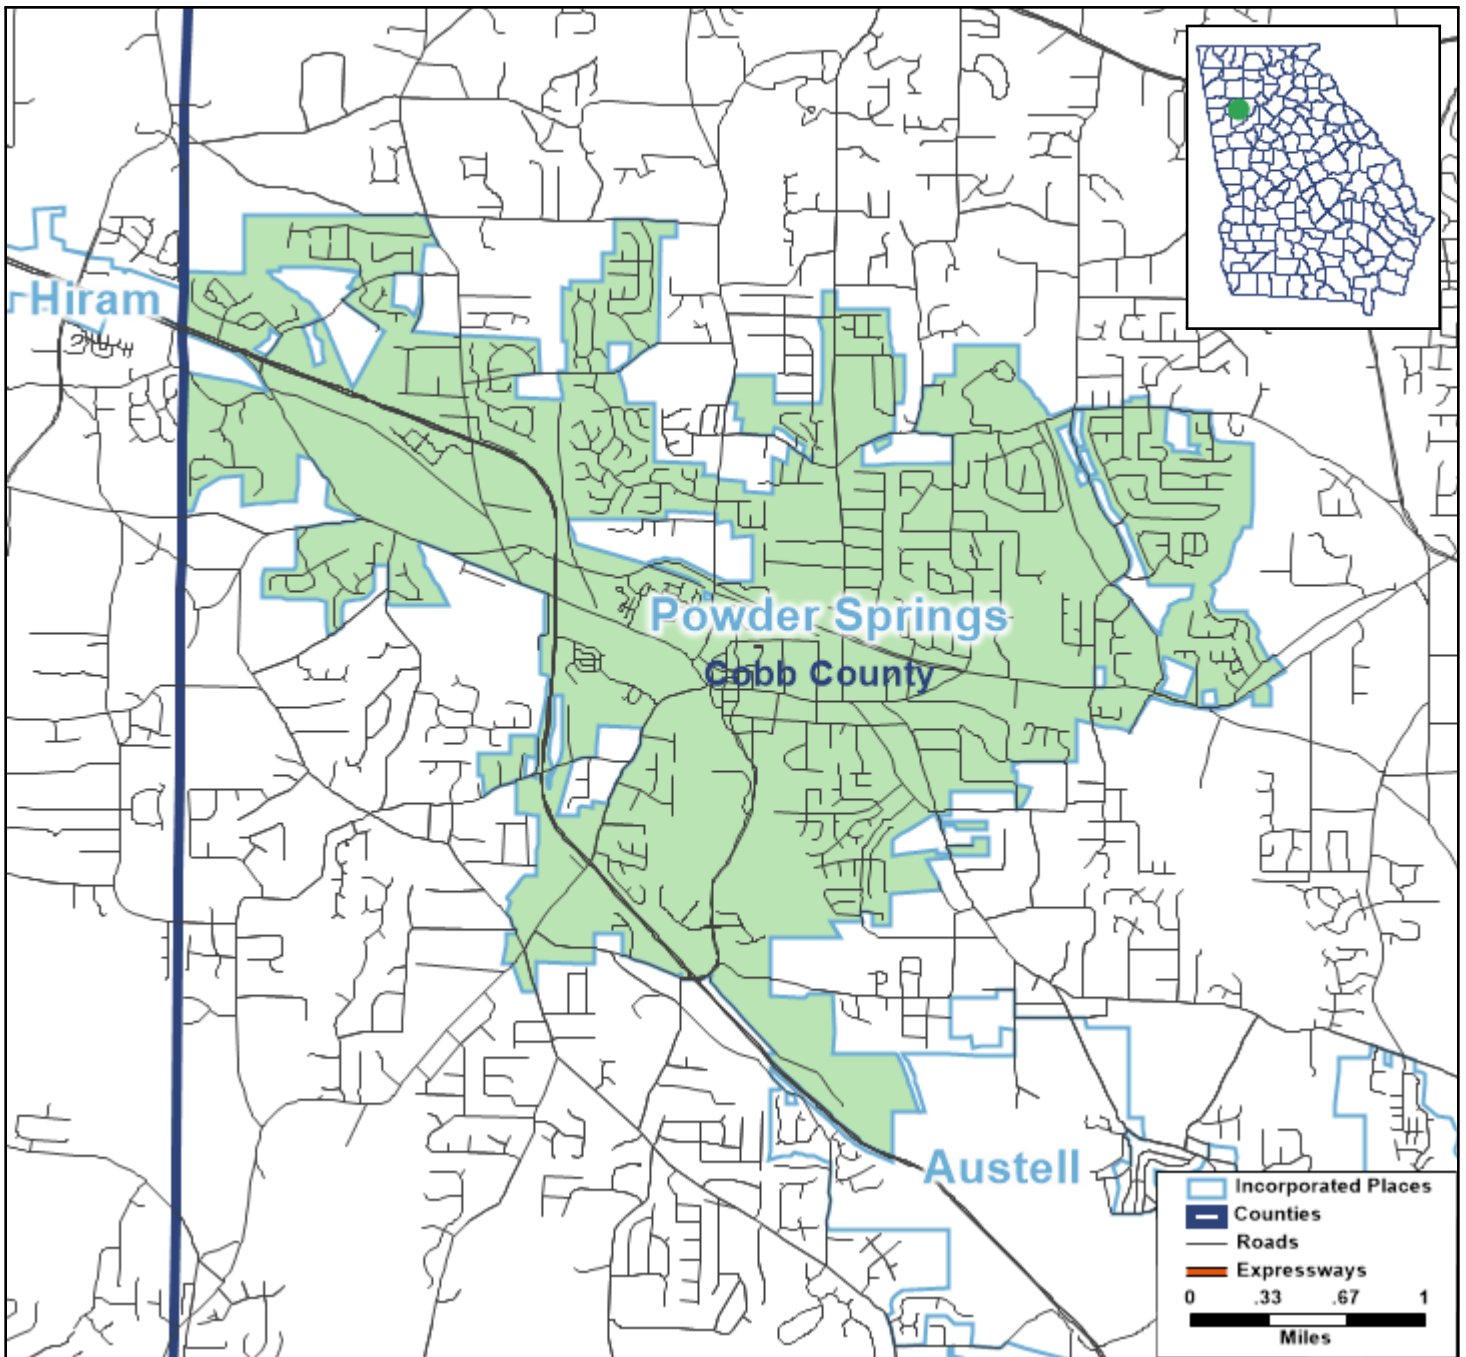 Hiram
Powder Springs
Cobb County
Austell
Incorporated Places
Counties
Roads
Expressways
0 .33 .67 1
Miles